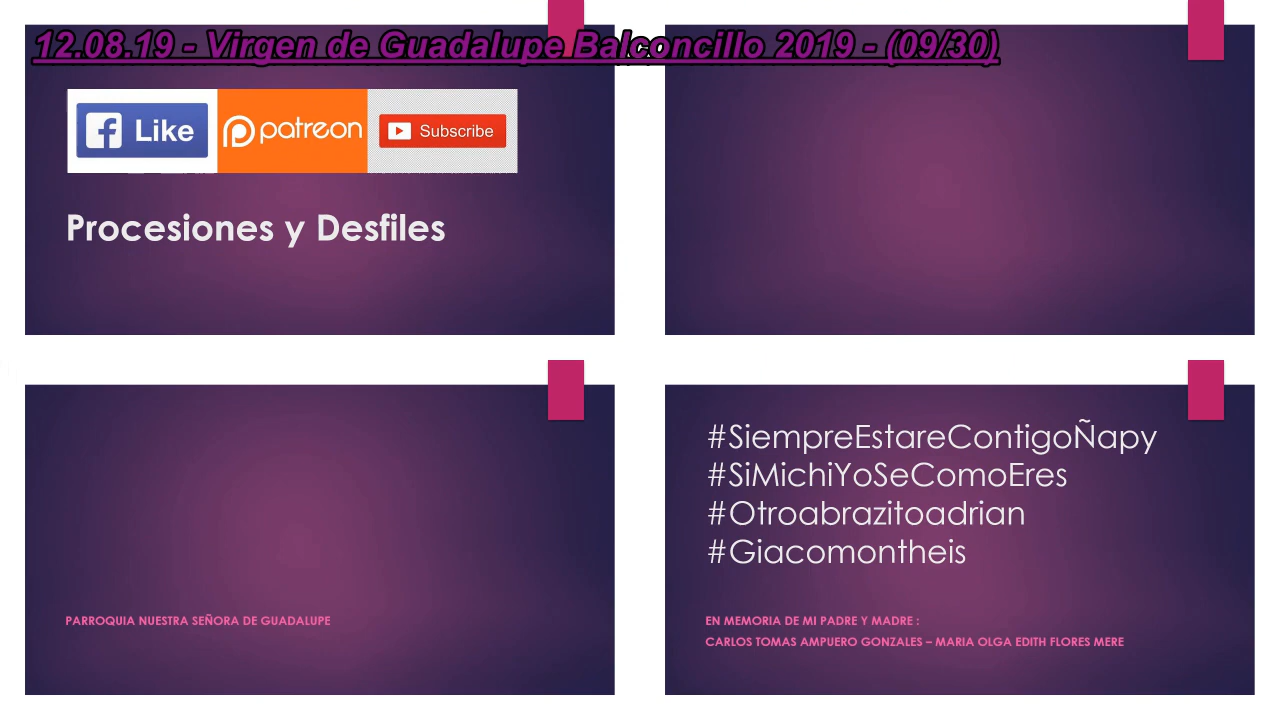 12.08.19 - Virgen de Guadalupe Balconcillo 2019 - (09/30)
Like
patreon
Subscribe
Procesiones y Desfiles
PARROQUIA NUESTRA SEÑORA DE GUADALUPE
#SiempreEstareContigoÑapy
#SiMichiYoSeComoEres
#Otroabrazitoadrian
#Giacomontheis
EN MEMORIA DE MI PADRE Y MADRE :
CARLOS TOMAS AMPUERO GONZALES – MARIA OLGA EDITH FLORES MERE